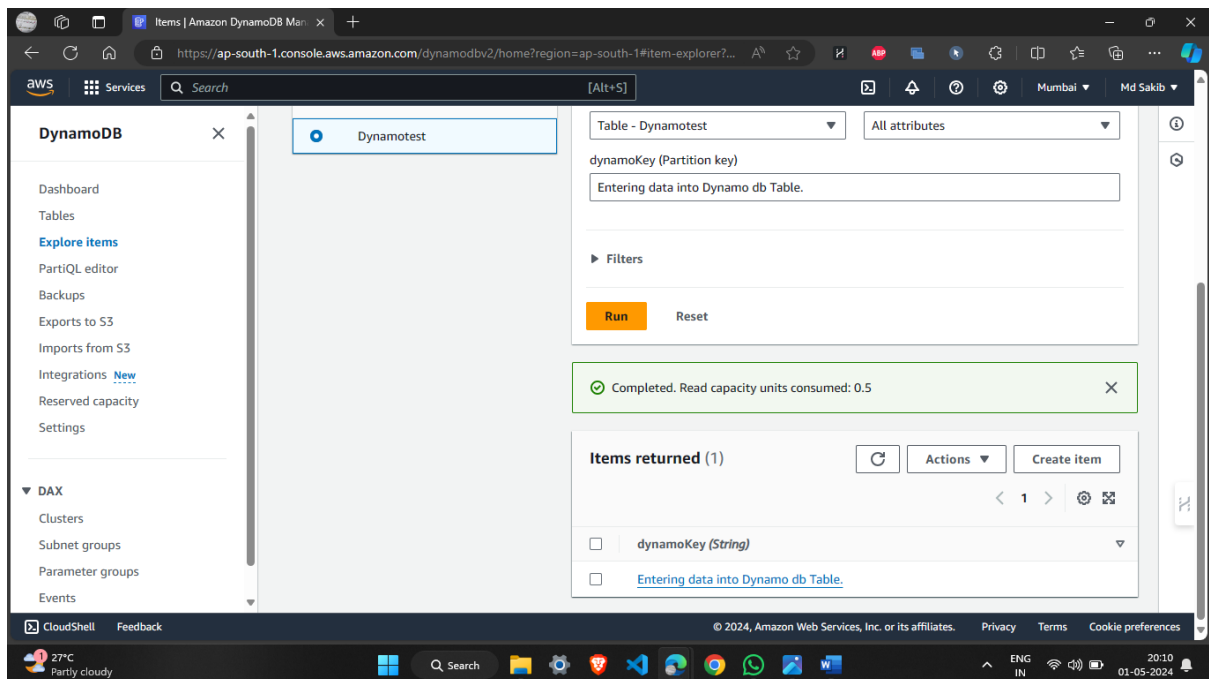 Items | Amazon DynamoDB Man
https://ap-south-1.console.aws.amazon.com/dynamodbv2/home?region=ap-south-1#item-explorer?...
ABP
aws
Services
Search
[Alt+S]
Mumbai
Md Sakib
DynamoDB
Dashboard
Tables
Explore items
PartiQL editor
Backups
Exports to S3
Imports from S3
Integrations New
Reserved capacity
Settings
DAX
Clusters
Subnet groups
Parameter groups
Events
Dynamotest
Table - Dynamotest
All attributes
dynamoKey (Partition key)
Entering data into Dynamo db Table.
Filters
Run
Reset
Completed. Read capacity units consumed: 0.5
Items returned (1)
Actions
Create item
1
dynamoKey (String)
Entering data into Dynamo db Table.
CloudShell
Feedback
© 2024, Amazon Web Services, Inc. or its affiliates.
Privacy
Terms
Cookie preferences
1
27°C
Partly cloudy
Search
ENG
IN
20:10
01-05-2024